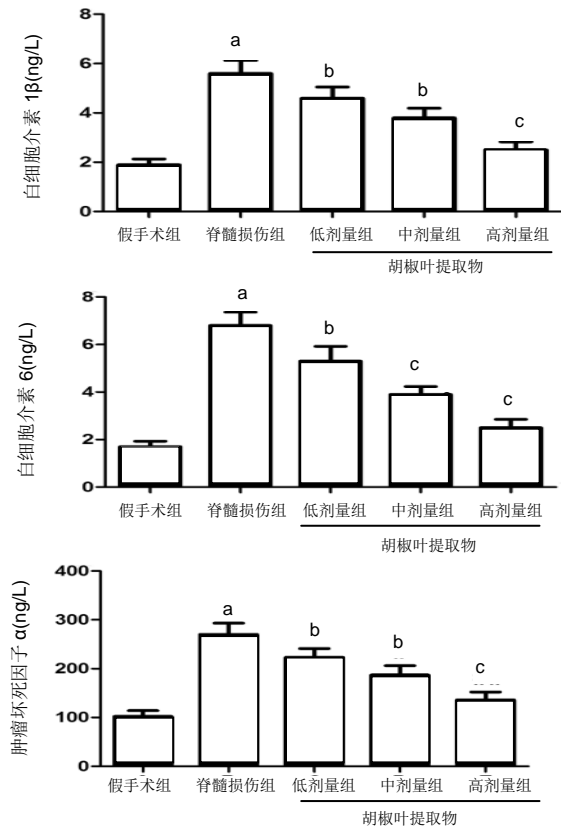 8
a
b
6
b
4
c
2
0
白细胞介素 1β(ng/L)
假手术组 脊髓损伤组 低剂量组 中剂量组 高剂量组
胡椒叶提取物
8
a
6
b
c
4
c
2
0
白细胞介素 6(ng/L)
假手术组 脊髓损伤组 低剂量组 中剂量组 高剂量组
胡椒叶提取物
400
a
300
b
b
c
200
100
0
肿瘤坏死因子 α(ng/L)
假手术组 脊髓损伤组 低剂量组 中剂量组 高剂量组
胡椒叶提取物